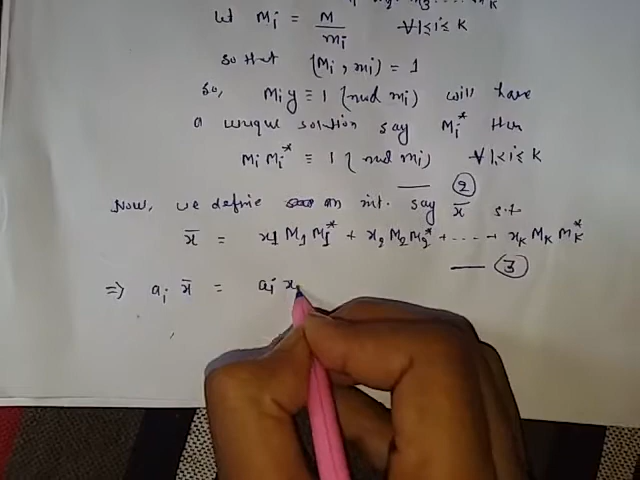 Let Mi = M / mi ∀ 1≤i≤ K
so that (Mi, mi) = 1
so, Mi y ≡ 1 (mod mi) will have
a unique solution say Mi* then
Mi Mi* ≡ 1 (mod mi) ∀ 1≤i≤ K
— 2
Now, we define an int. say x̄ s.t
x̄ = x1 M1 M1* + x2 M2 M2* + ---- + xK MK MK*
— 3
⇒ ai x̄ = ai x